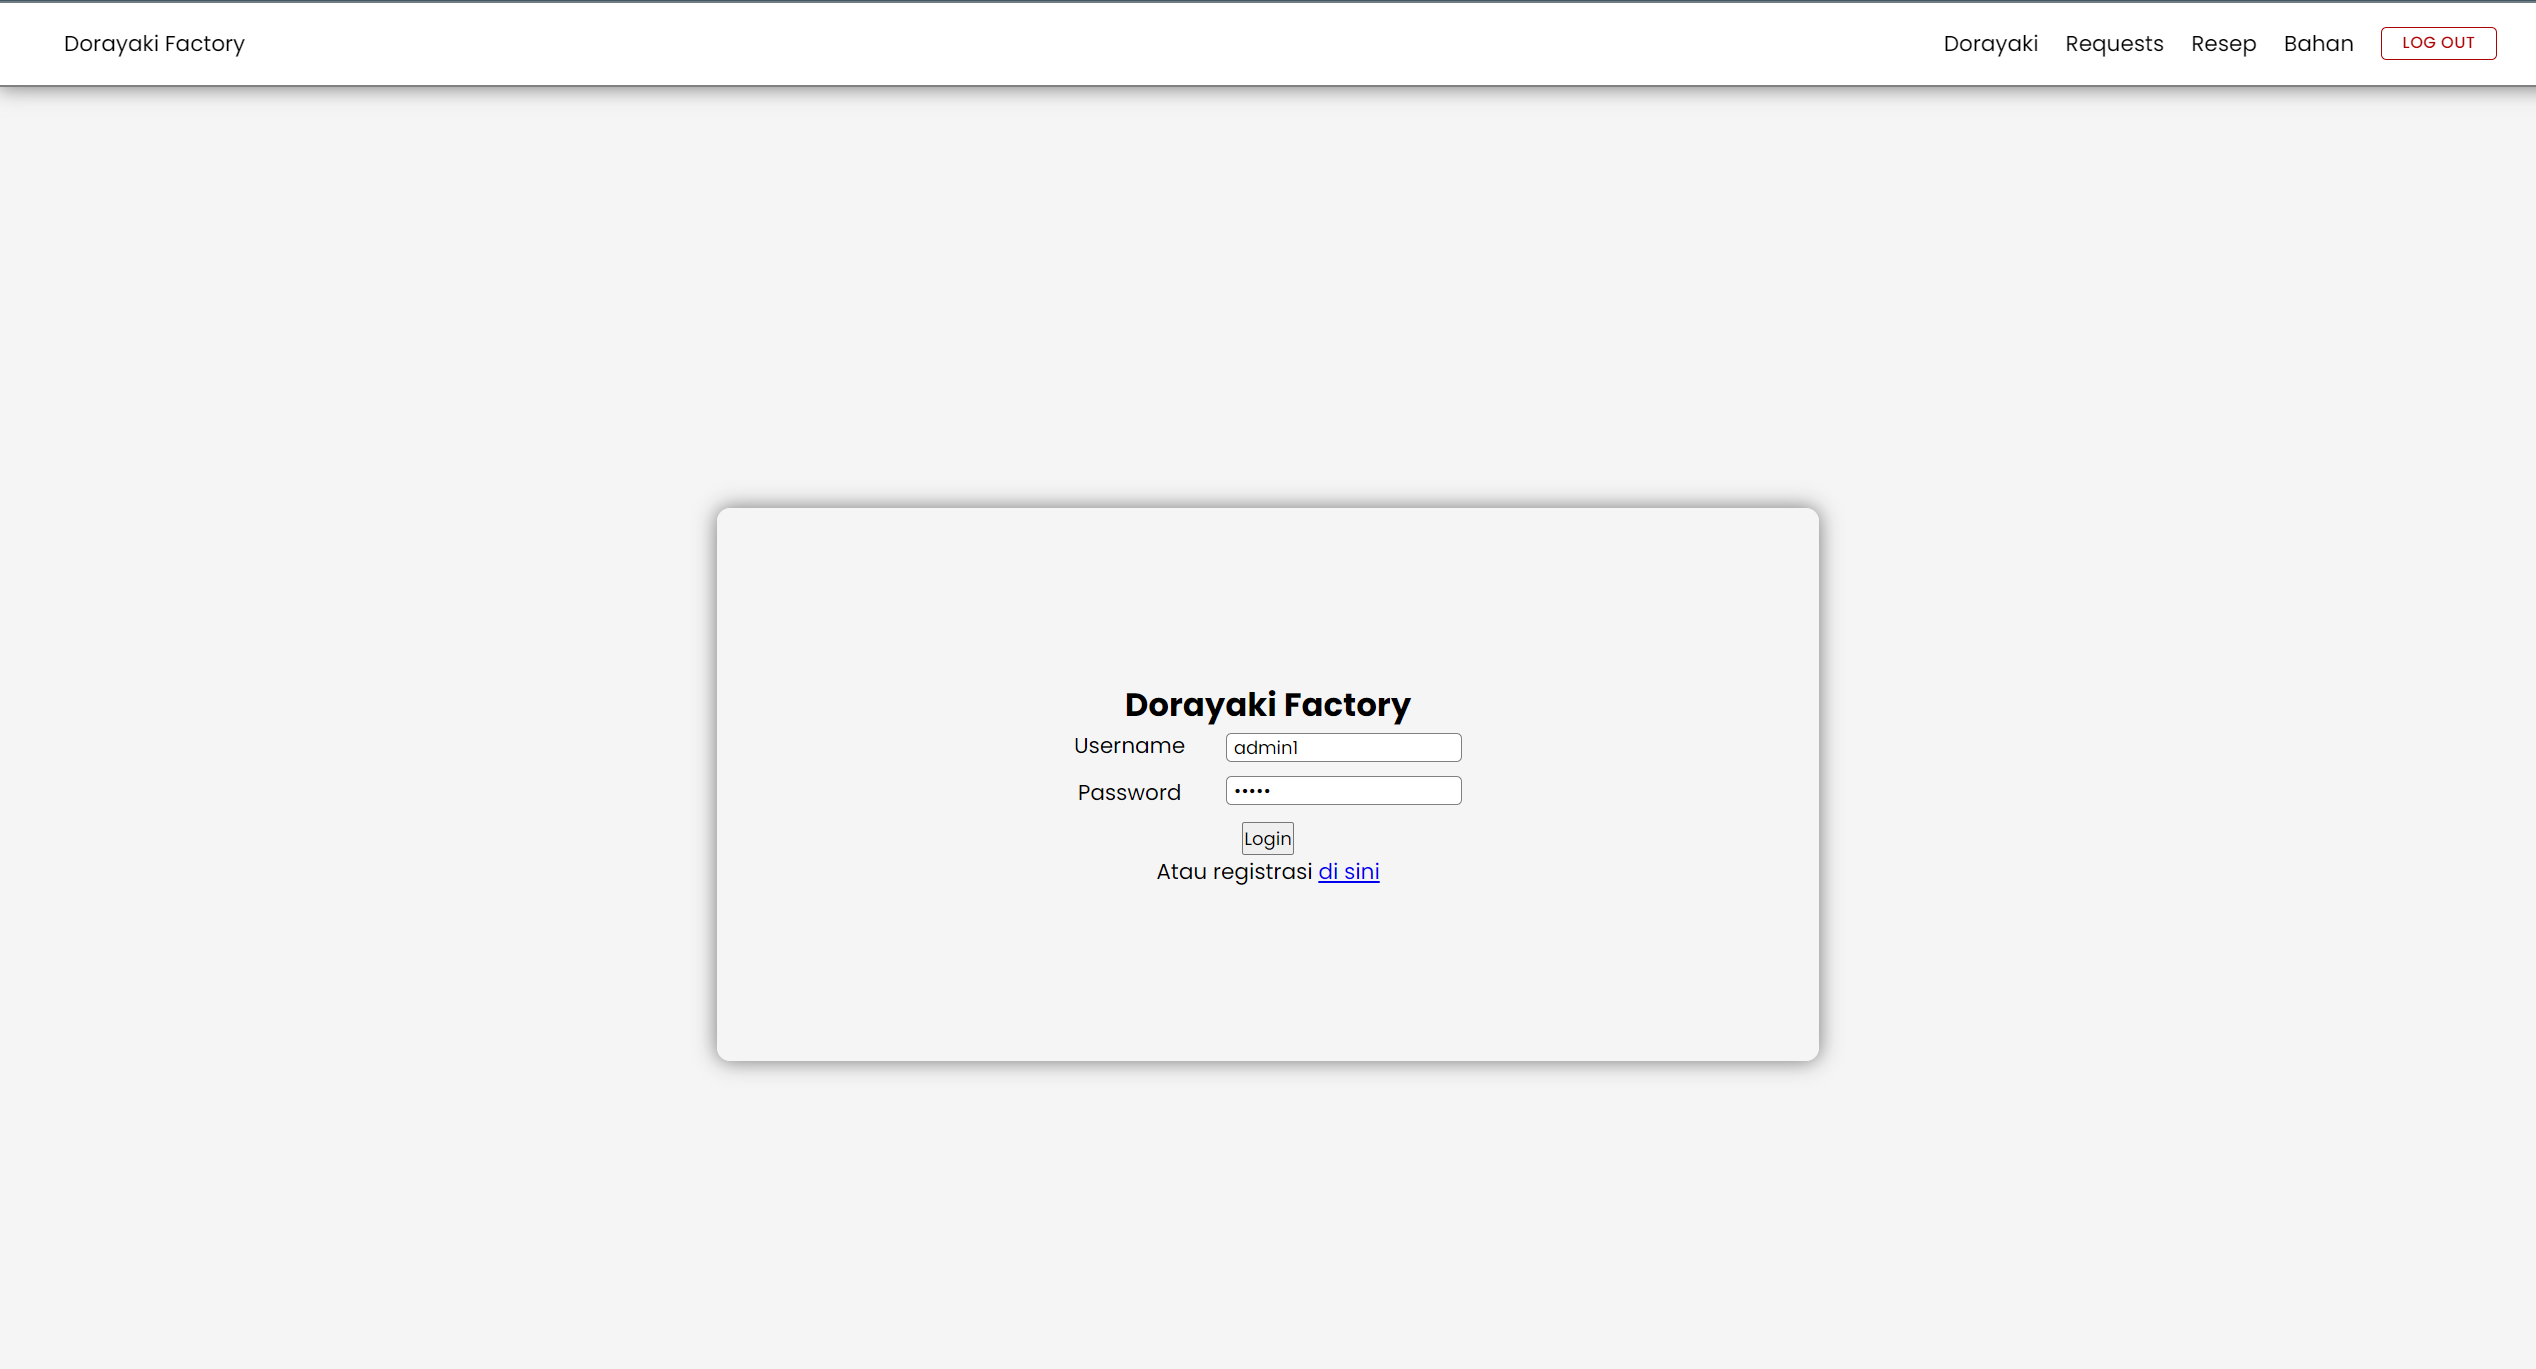 Dorayaki Factory
Dorayaki Requests Resep Bahan LOG OUT
Dorayaki Factory
Username admin1
Password •••••
Login
Atau registrasi di sini